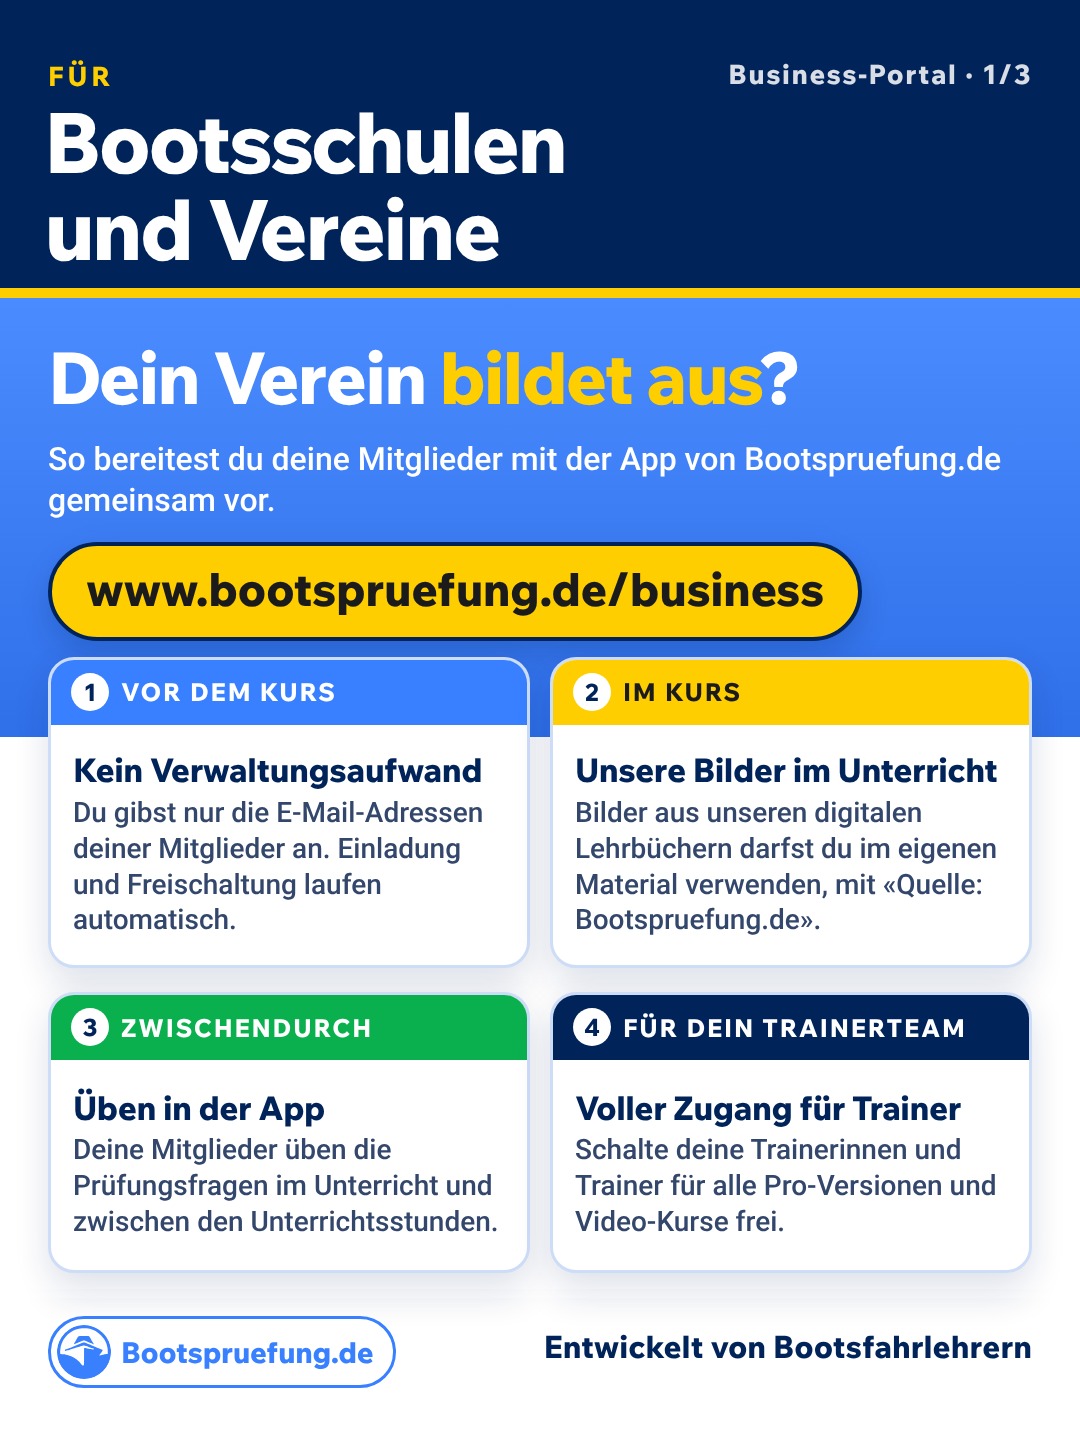 FÜR
Business-Portal · 1/3
Bootsschulen
und Vereine
Dein Verein bildet aus?
So bereitest du deine Mitglieder mit der App von Bootspruefung.de
gemeinsam vor.
www.bootspruefung.de/business
1 VOR DEM KURS
Kein Verwaltungsaufwand
Du gibst nur die E-Mail-Adressen
deiner Mitglieder an. Einladung
und Freischaltung laufen
automatisch.
2 IM KURS
Unsere Bilder im Unterricht
Bilder aus unseren digitalen
Lehrbüchern darfst du im eigenen
Material verwenden, mit «Quelle:
Bootspruefung.de».
3 ZWISCHENDURCH
Üben in der App
Deine Mitglieder üben die
Prüfungsfragen im Unterricht und
zwischen den Unterrichtsstunden.
4 FÜR DEIN TRAINERTEAM
Voller Zugang für Trainer
Schalte deine Trainerinnen und
Trainer für alle Pro-Versionen und
Video-Kurse frei.
Bootspruefung.de
Entwickelt von Bootsfahrlehrern